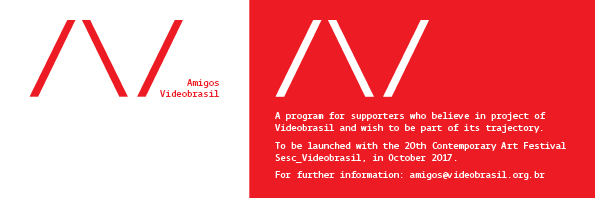 Amigos
Videobrasil
A program for supporters who believe in project of
Videobrasil and wish to be part of its trajectory.
To be launched with the 20th Contemporary Art Festival
Sesc_Videobrasil, in October 2017.
For further information: amigos@videobrasil.org.br